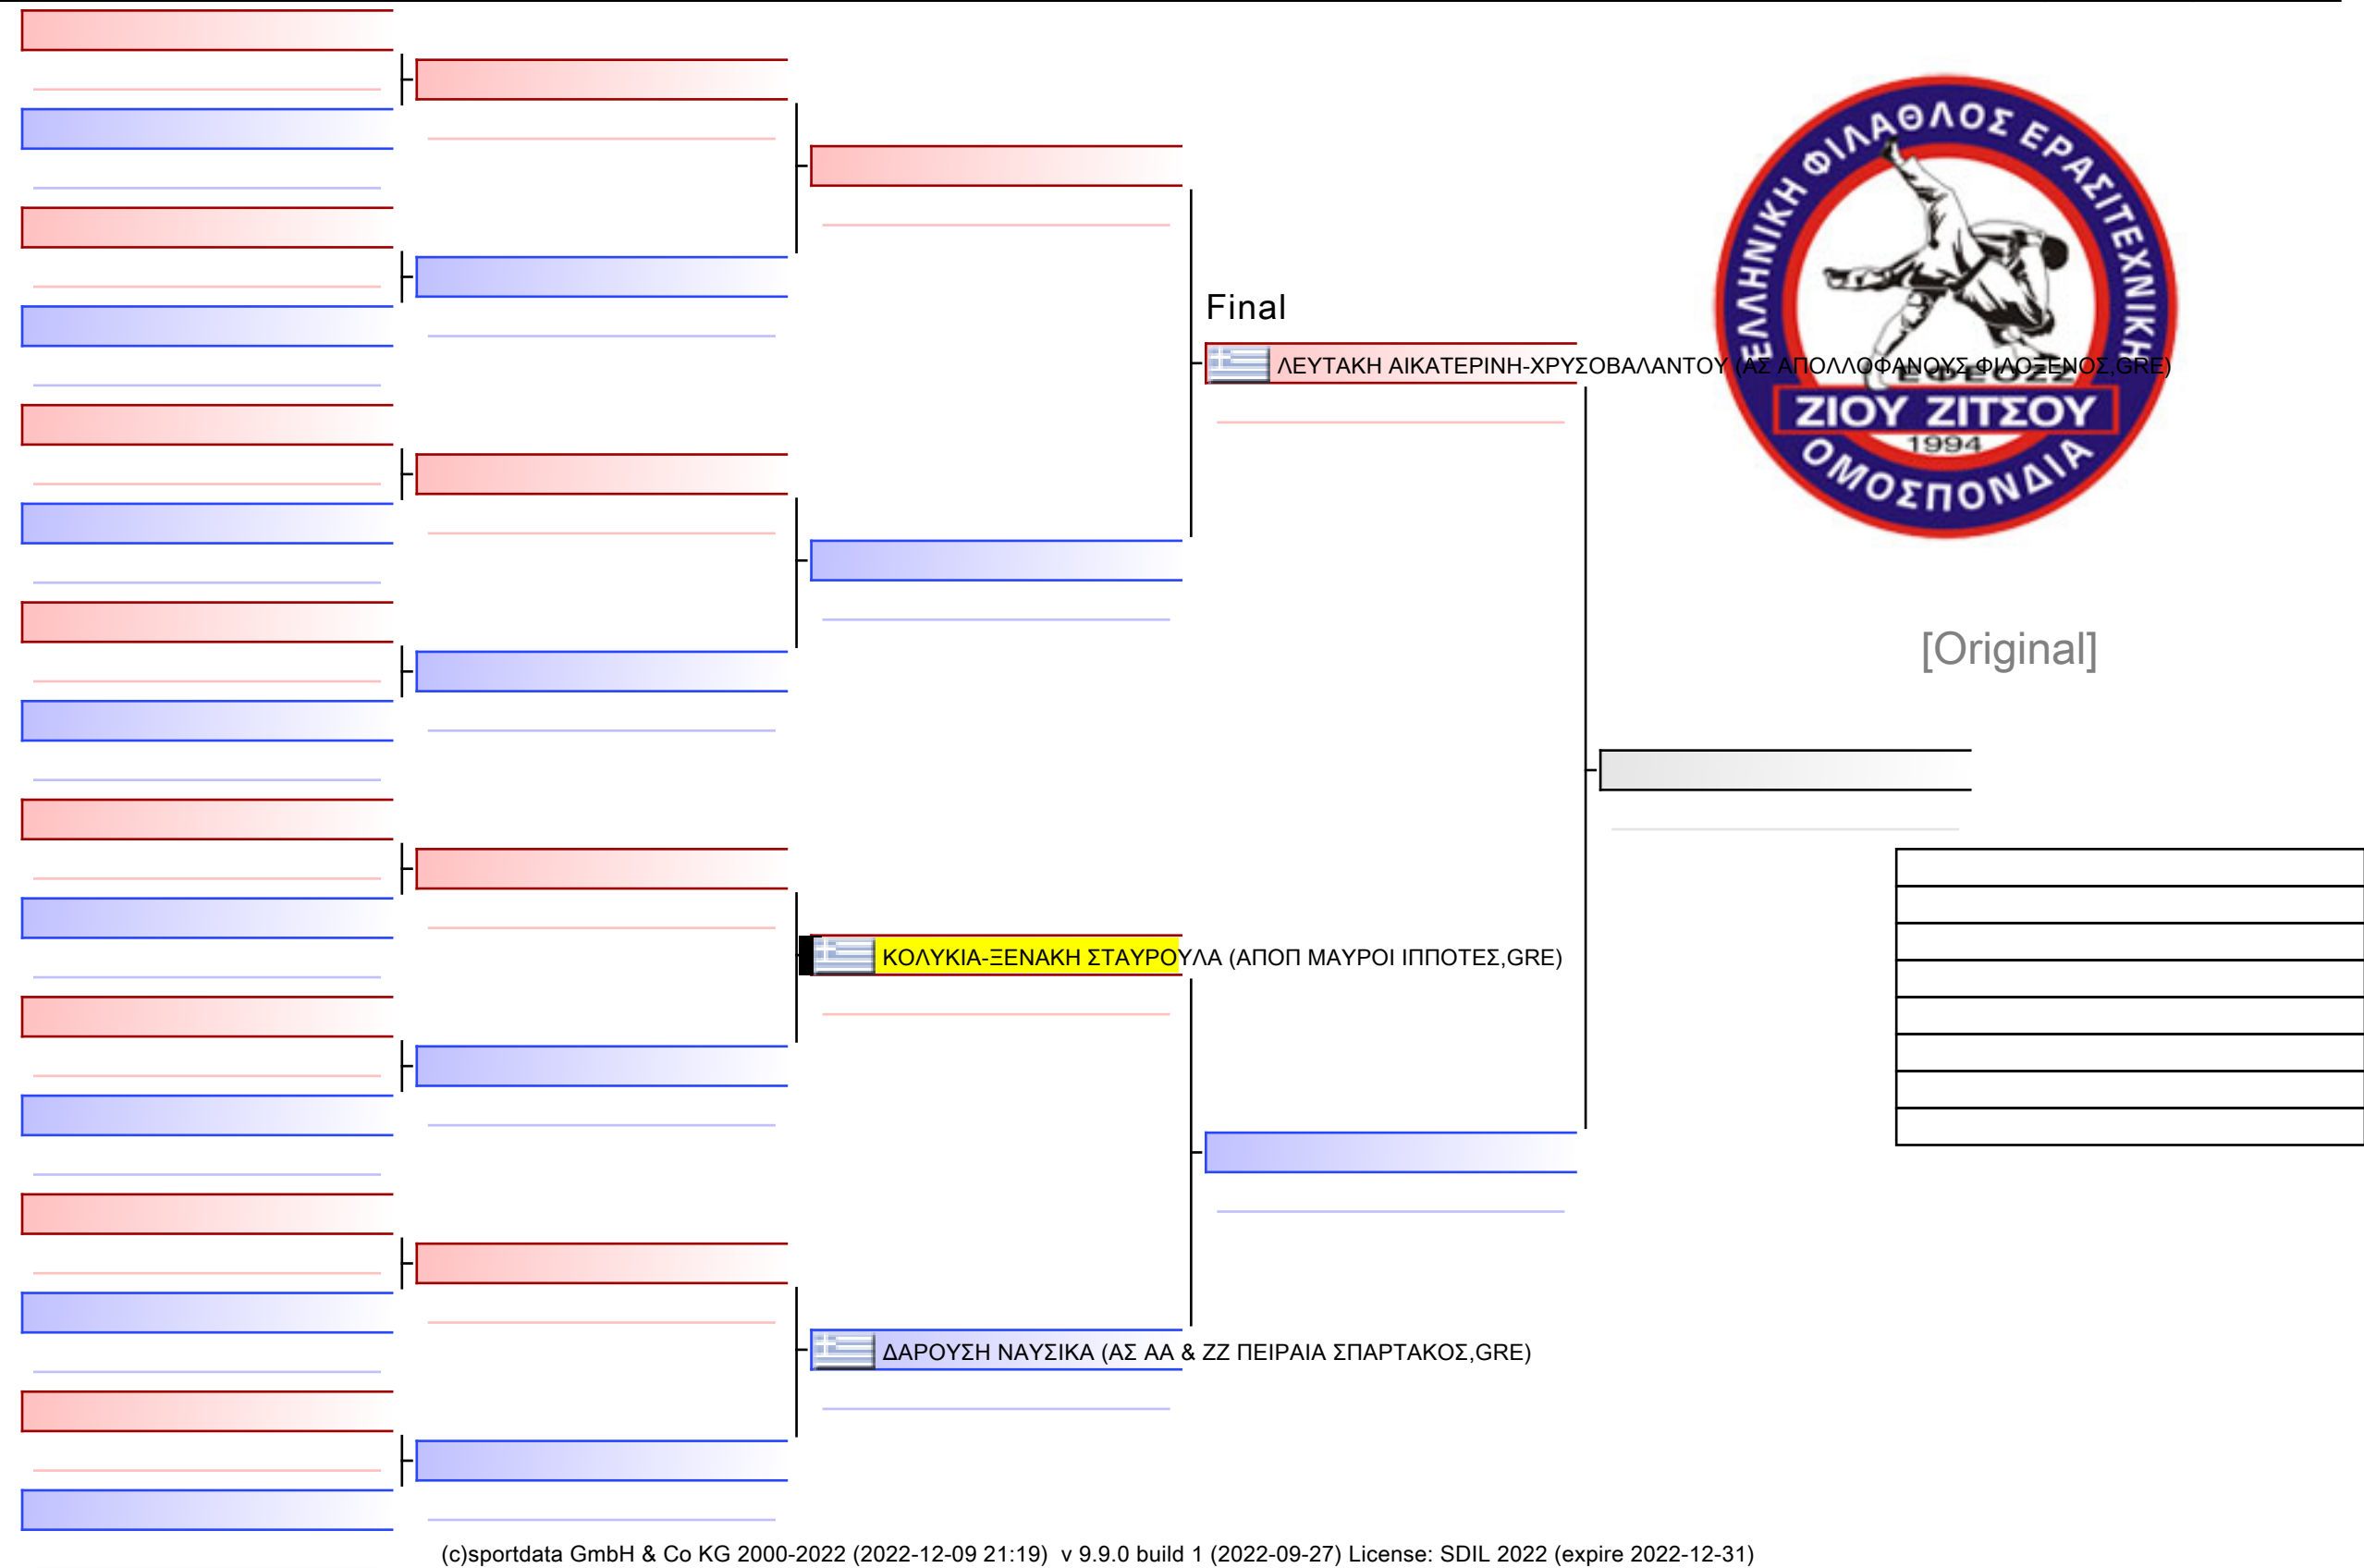 ΕΛΛΗΝΙΚΗ ΦΙΛΑΘΛΟΣ ΕΡΑΣΙΤΕΧΝΙΚΗ
Final
ΛΕΥΤΑΚΗ ΑΙΚΑΤΕΡΙΝΗ-ΧΡΥΣΟΒΑΛΑΝΤΟΥ (ΑΣ ΑΠΟΛΛΟΦΑΝΟΥΣ ΦΙΛΟΞΕΝΟΣ,GRE)
ΕΦΕΟΖΖ
ΖΙΟΥ ΖΙΤΣΟΥ
1994
ΟΜΟΣΠΟΝΔΙΑ
[Original]
ΚΟΛΥΚΙΑ-ΞΕΝΑΚΗ ΣΤΑΥΡΟΥΛΑ (ΑΠΟΠ ΜΑΥΡΟΙ ΙΠΠΟΤΕΣ,GRE)
ΔΑΡΟΥΣΗ ΝΑΥΣΙΚΑ (ΑΣ ΑΑ & ΖΖ ΠΕΙΡΑΙΑ ΣΠΑΡΤΑΚΟΣ,GRE)
(c)sportdata GmbH & Co KG 2000-2022 (2022-12-09 21:19)  v 9.9.0 build 1 (2022-09-27) License: SDIL 2022 (expire 2022-12-31)